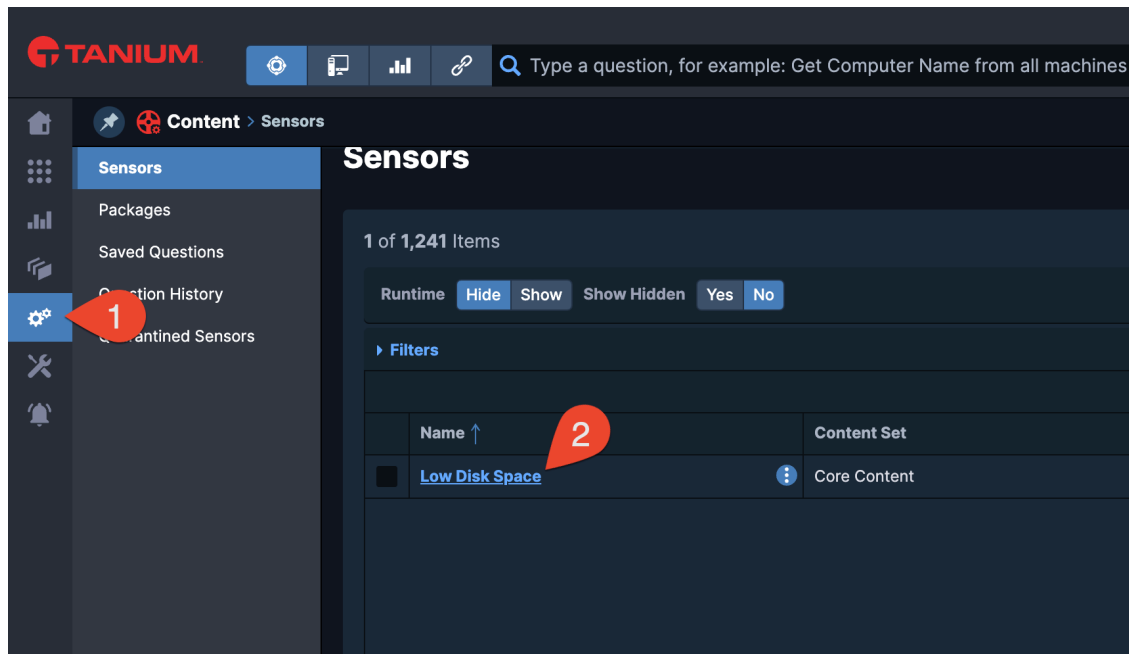 TANIUM
Type a question, for example: Get Computer Name from all machines
Content > Sensors
Sensors
Packages
Saved Questions
History
Sensors
Sensors
1 of 1,241 Items
Runtime Hide Show Show Hidden Yes No
Filters
Name ↑ Content Set
Low Disk Space Core Content
1
2